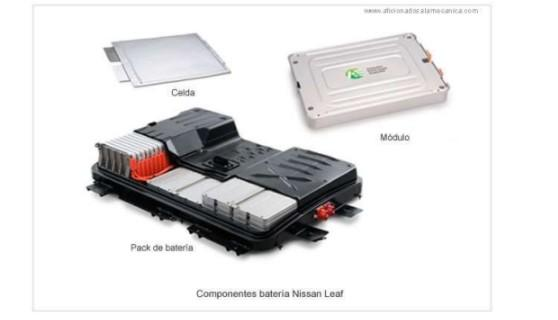 www.aficionadosalamecanica.com
Celda
Módulo
Pack de batería
Componentes batería Nissan Leaf